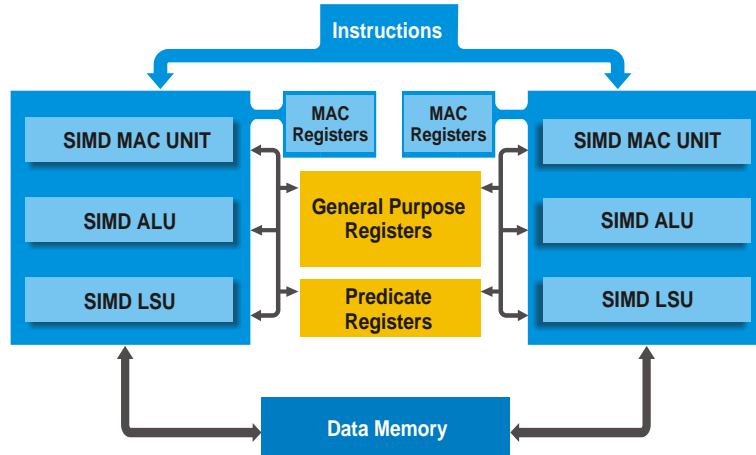 Instructions
MAC
Registers
MAC
Registers
SIMD MAC UNIT
SIMD MAC UNIT
General Purpose
Registers
SIMD ALU
SIMD ALU
Predicate
Registers
SIMD LSU
SIMD LSU
Data Memory